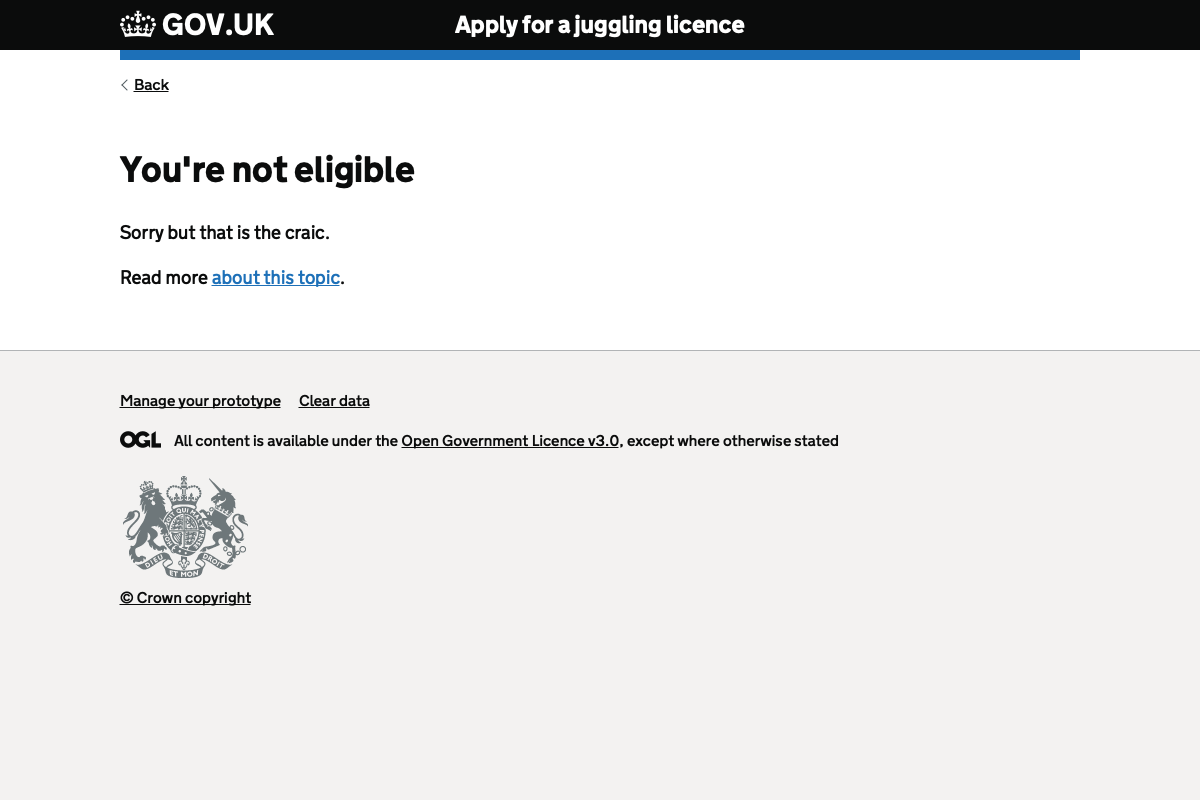 GOV.UK Apply for a juggling licence
Back
You're not eligible
Sorry but that is the craic.
Read more about this topic.
Manage your prototype Clear data
OGL All content is available under the Open Government Licence v3.0, except where otherwise stated
DIEU ET MON DROIT
© Crown copyright